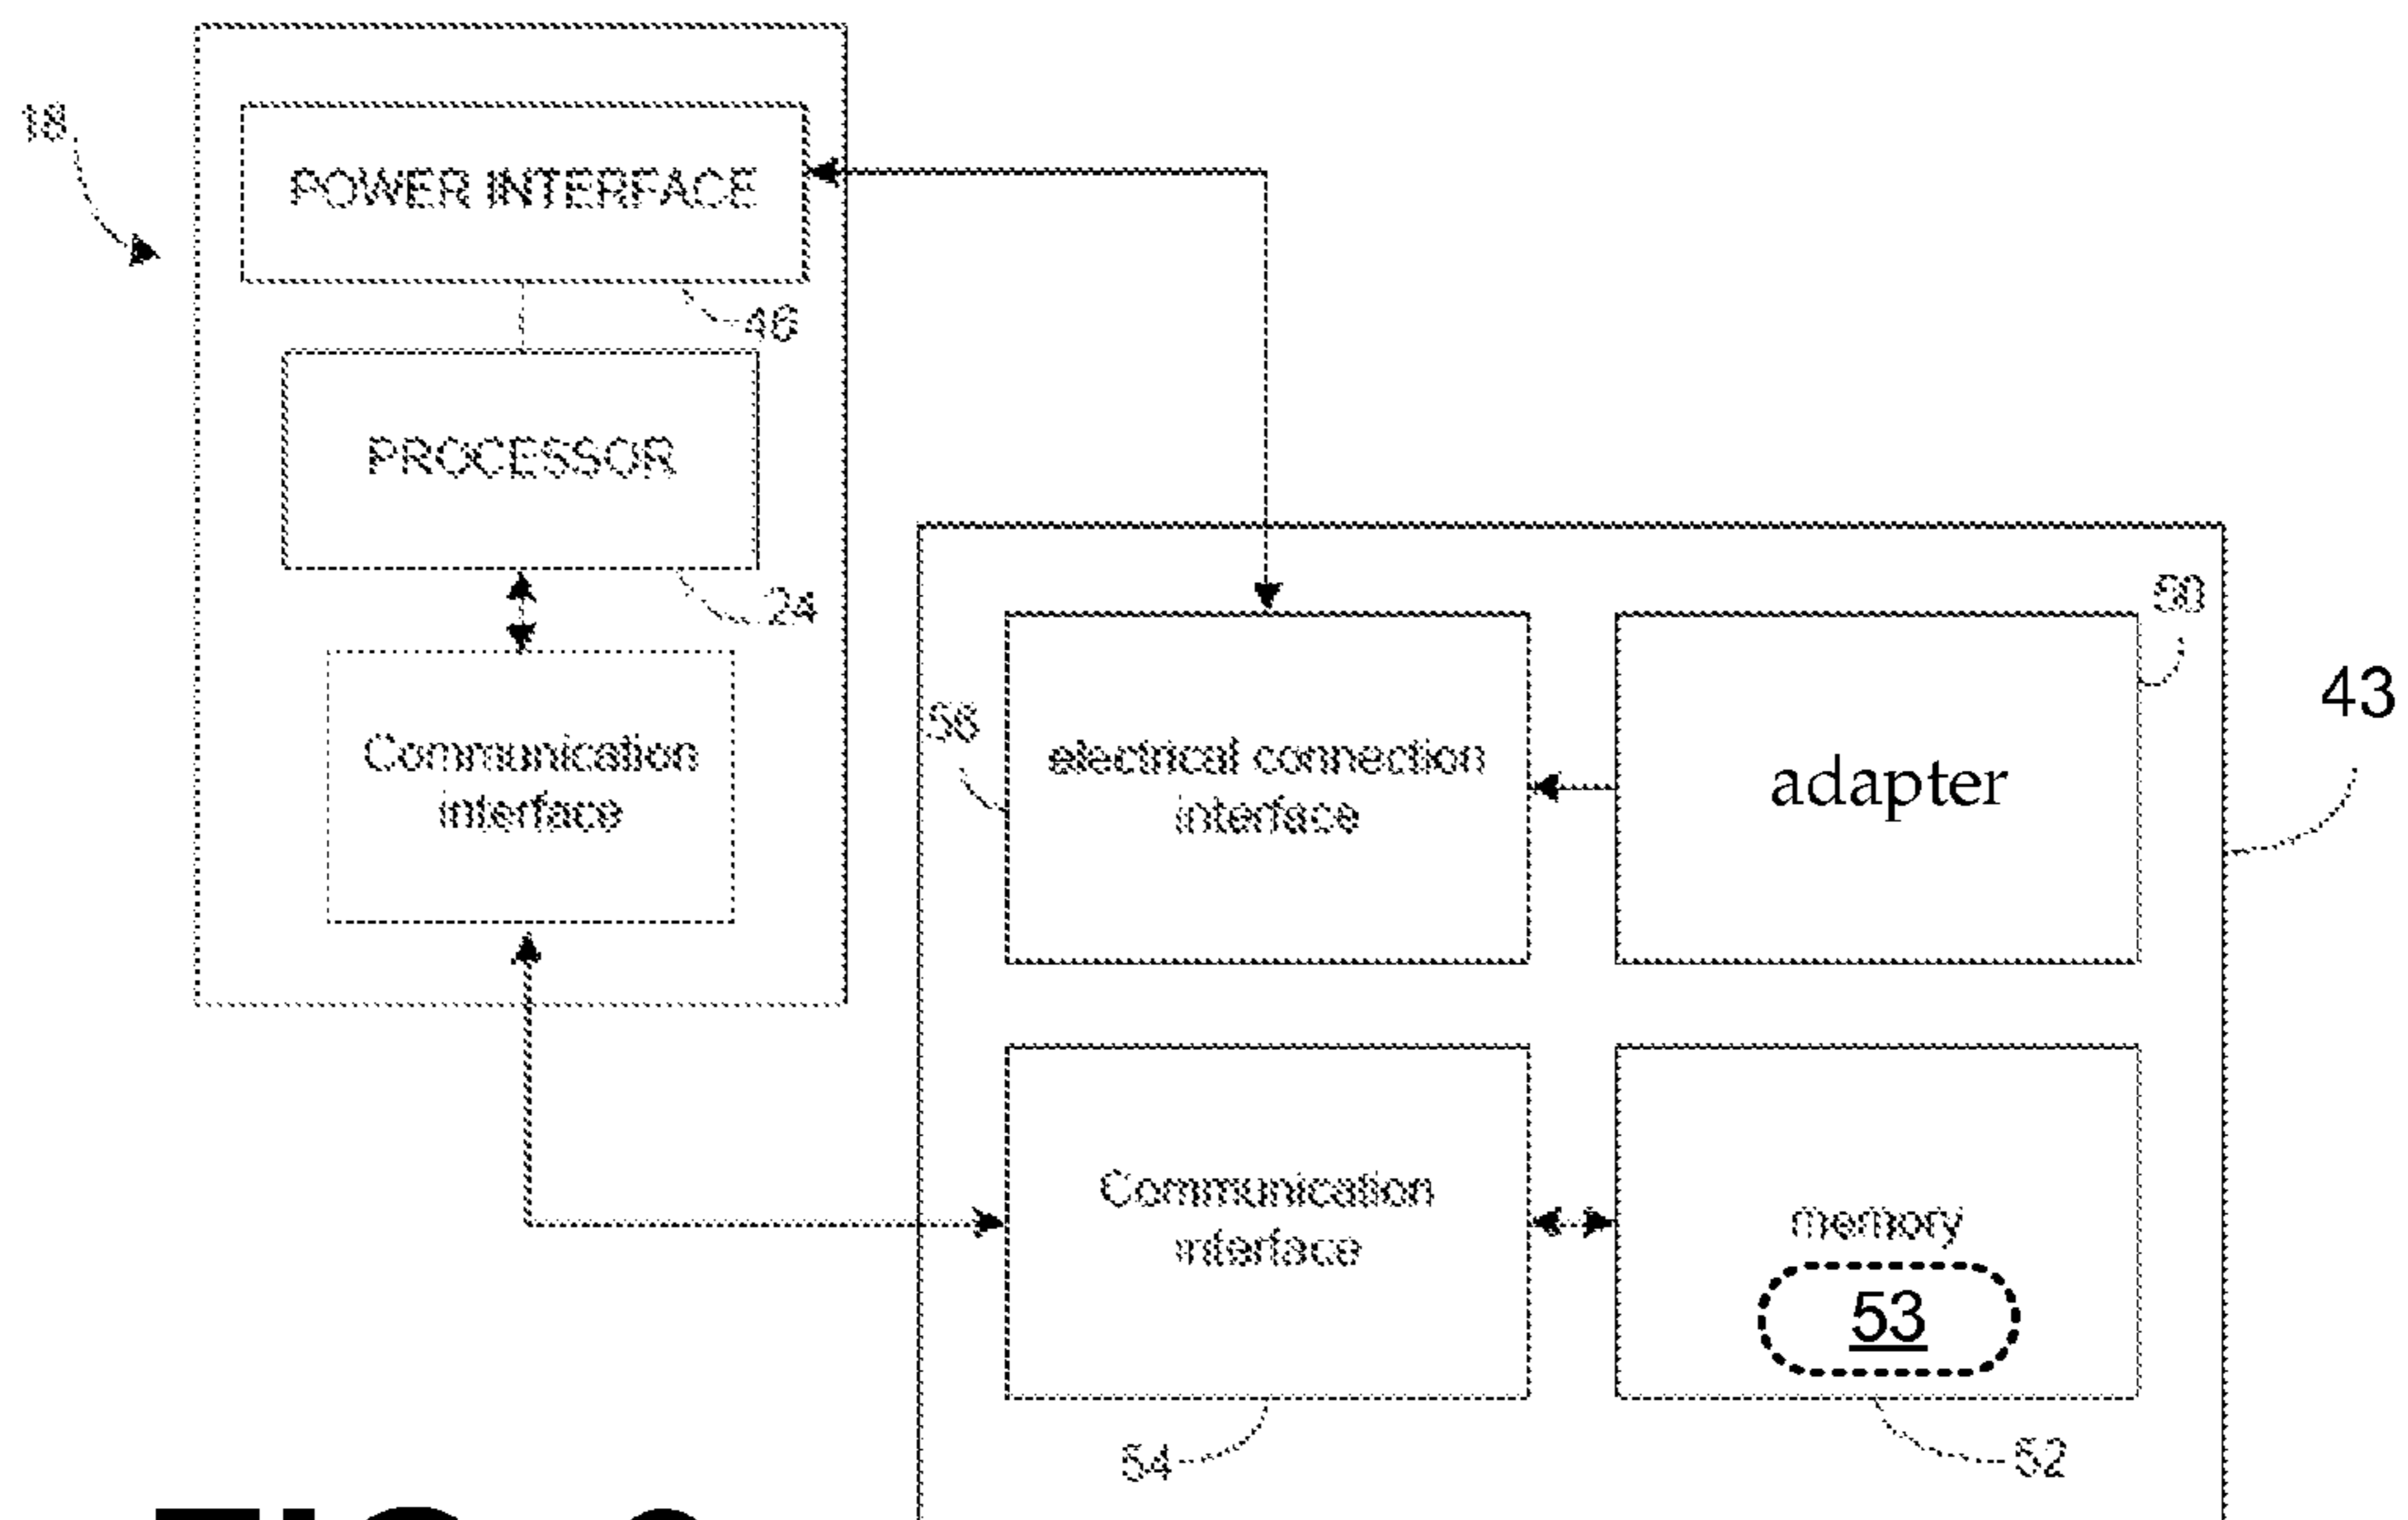 18
POWER INTERFACE
46
PROCESSOR
24
Communication
interface
50
43
electrical connection
interface
adapter
Communication
interface
memory
53
54
52